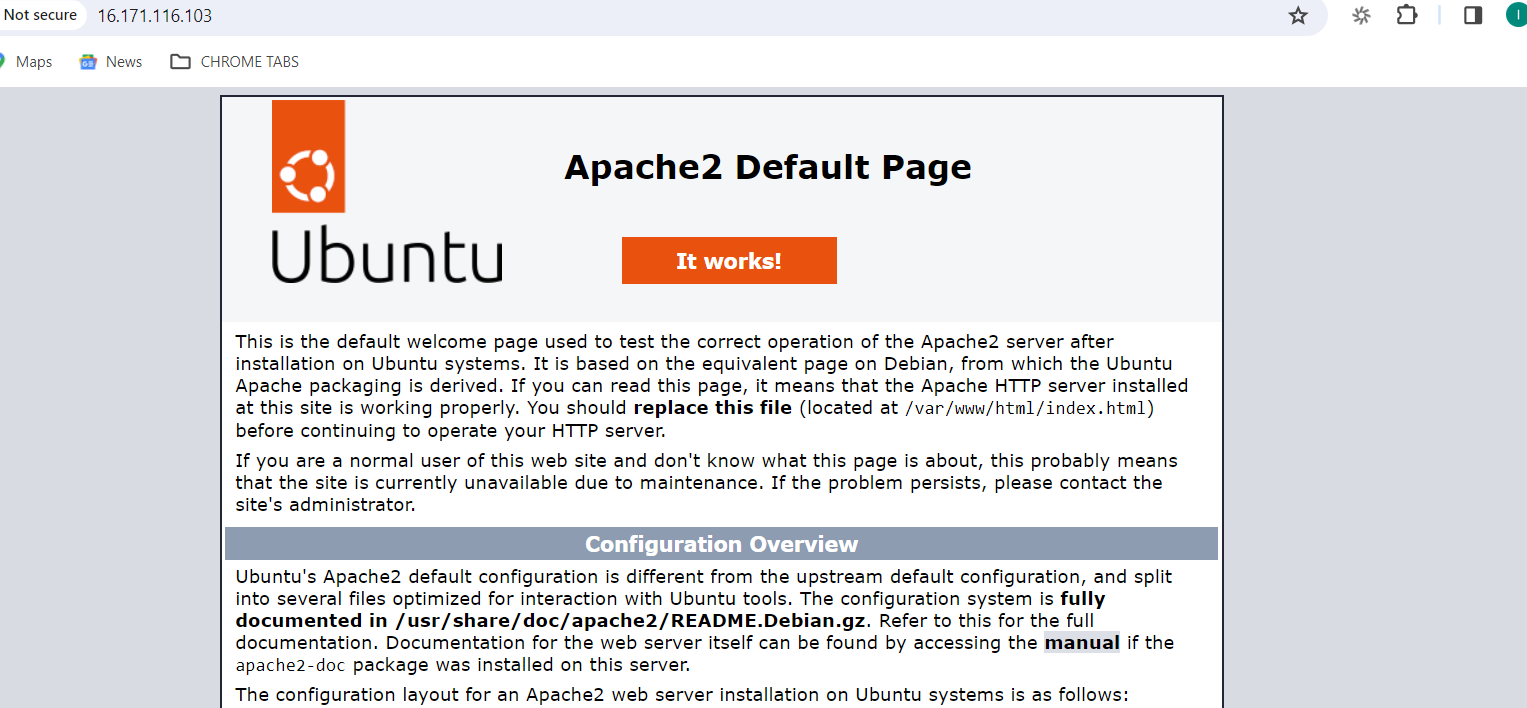 Not secure 16.171.116.103
Maps News CHROME TABS
I
Apache2 Default Page
Ubuntu
It works!
This is the default welcome page used to test the correct operation of the Apache2 server after
installation on Ubuntu systems. It is based on the equivalent page on Debian, from which the Ubuntu
Apache packaging is derived. If you can read this page, it means that the Apache HTTP server installed
at this site is working properly. You should replace this file (located at /var/www/html/index.html)
before continuing to operate your HTTP server.
If you are a normal user of this web site and don't know what this page is about, this probably means
that the site is currently unavailable due to maintenance. If the problem persists, please contact the
site's administrator.
Configuration Overview
Ubuntu's Apache2 default configuration is different from the upstream default configuration, and split
into several files optimized for interaction with Ubuntu tools. The configuration system is fully
documented in /usr/share/doc/apache2/README.Debian.gz. Refer to this for the full
documentation. Documentation for the web server itself can be found by accessing the manual if the
apache2-doc package was installed on this server.
The configuration layout for an Apache2 web server installation on Ubuntu systems is as follows: